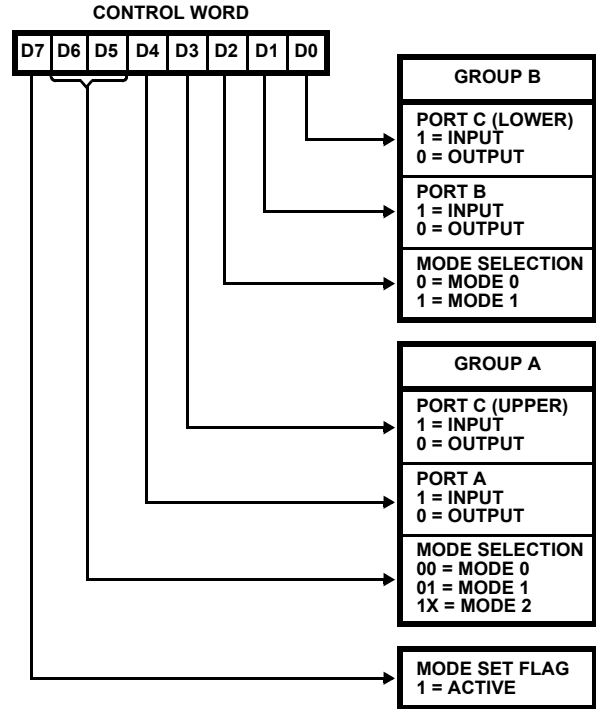 CONTROL WORD
D7 D6 D5 D4 D3 D2 D1 D0
GROUP B
PORT C (LOWER)
1 = INPUT
0 = OUTPUT
PORT B
1 = INPUT
0 = OUTPUT
MODE SELECTION
0 = MODE 0
1 = MODE 1
GROUP A
PORT C (UPPER)
1 = INPUT
0 = OUTPUT
PORT A
1 = INPUT
0 = OUTPUT
MODE SELECTION
00 = MODE 0
01 = MODE 1
1X = MODE 2
MODE SET FLAG
1 = ACTIVE